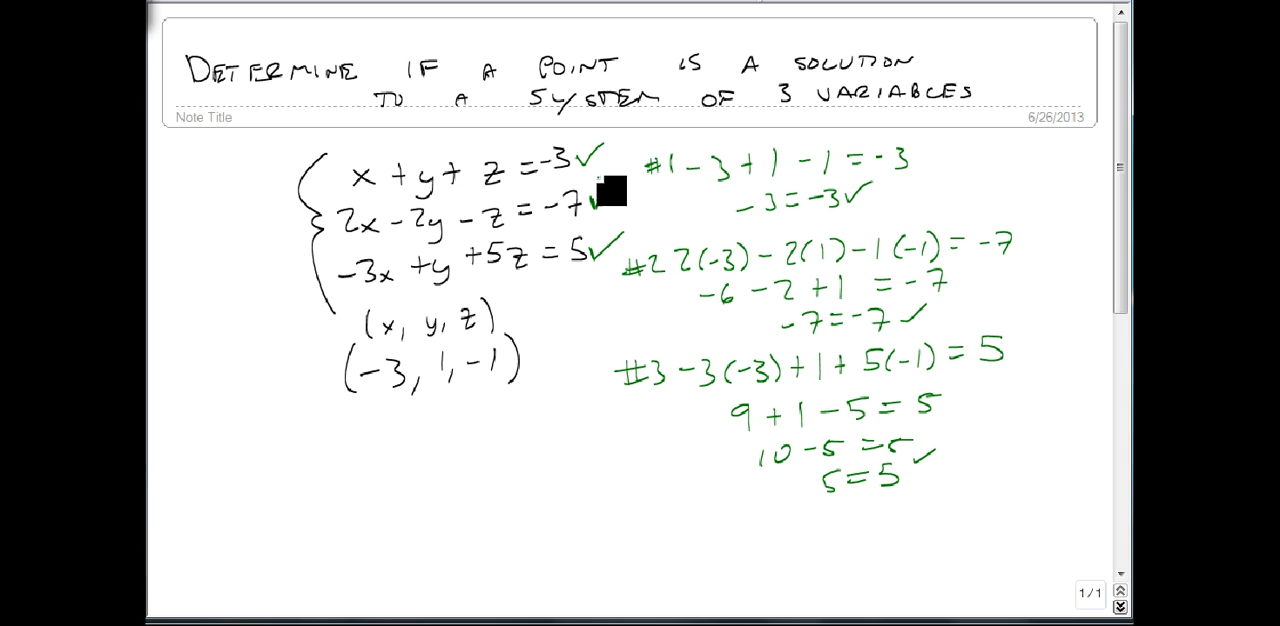 DETERMINE IF A POINT IS A SOLUTION
TO A SYSTEM OF 3 VARIABLES
Note Title
6/26/2013
x + y + z = -3 ✓
2x - 2y - z = -7 ✓
-3x + y + 5z = 5 ✓
(x, y, z)
(-3, 1, -1)
#1 -3 + 1 - 1 = -3
-3 = -3 ✓
#2 2(-3) - 2(1) - 1(-1) = -7
-6 - 2 + 1 = -7
-7 = -7 ✓
#3 -3(-3) + 1 + 5(-1) = 5
9 + 1 - 5 = 5
10 - 5 = 5
5 = 5 ✓
1 / 1